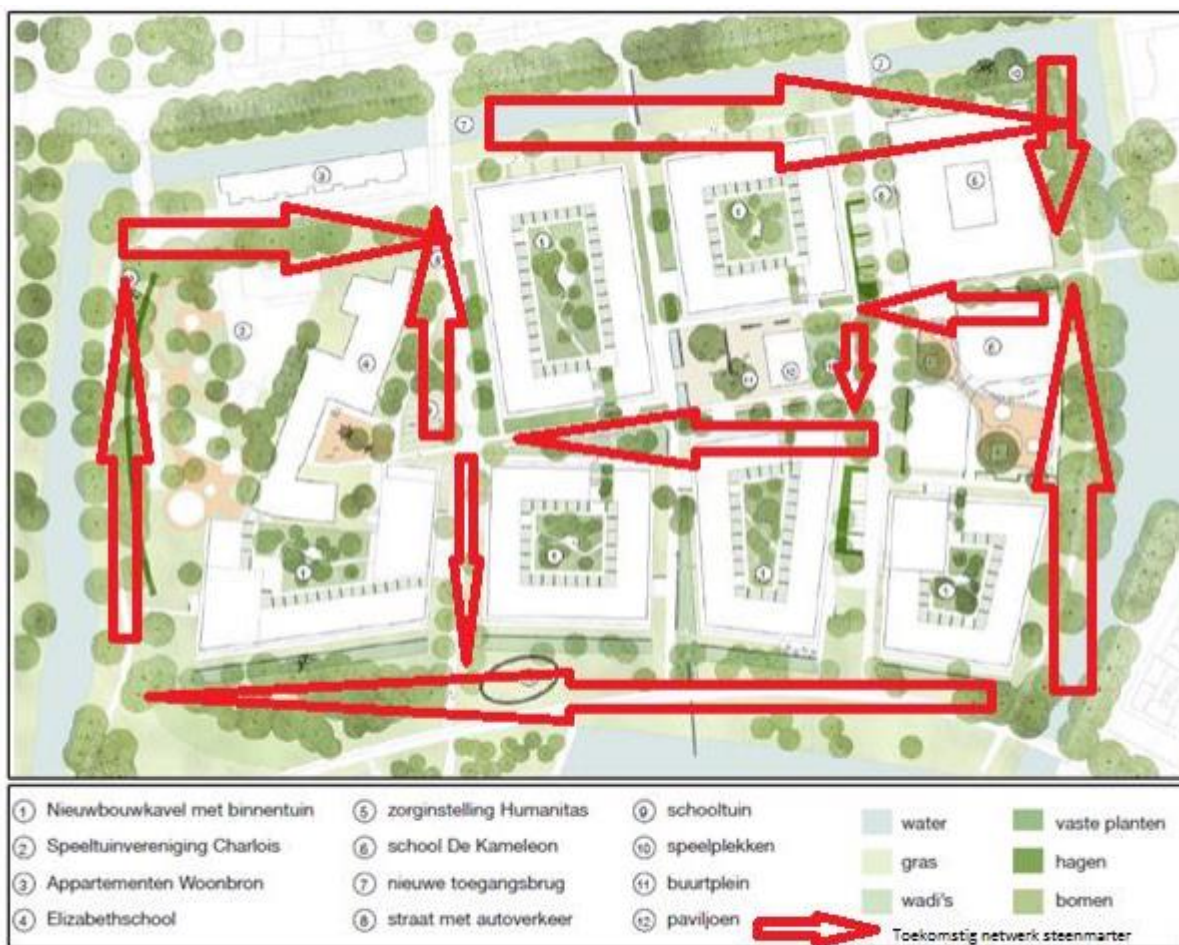 ① Nieuwbouwkavel met binnentuin
② Speeltuinvereniging Charlois
③ Appartementen Woonbron
④ Elizabethschool
⑤ zorginstelling Humanitas
⑥ school De Kameleon
⑦ nieuwe toegangsbrug
⑧ straat met autoverkeer
⑨ schooltuin
⑩ speelplekken
⑪ buurtplein
⑫ paviljoen
water
gras
wadi's
vaste planten
hagen
bomen
Toekomstig netwerk steenmarter